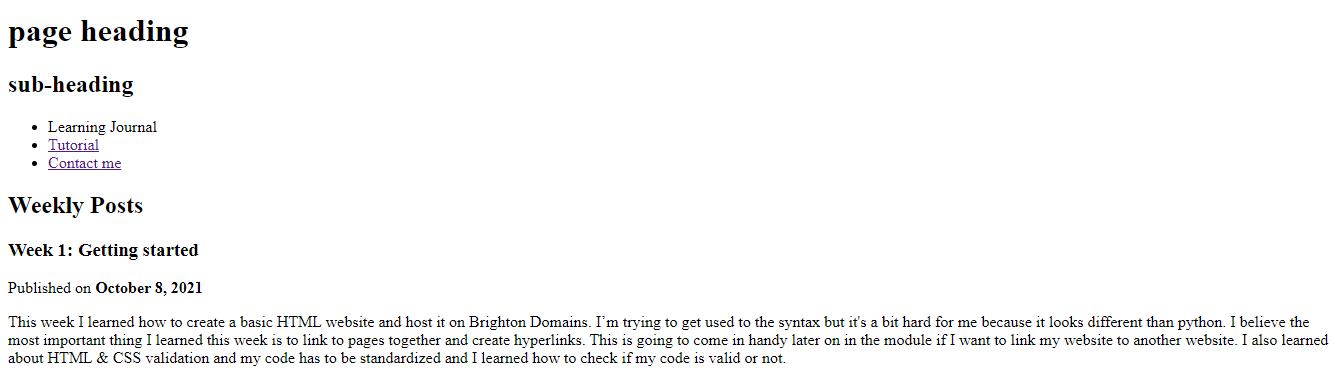 page heading
sub-heading
Learning Journal
Tutorial
Contact me
Weekly Posts
Week 1: Getting started
Published on October 8, 2021
This week I learned how to create a basic HTML website and host it on Brighton Domains. I’m trying to get used to the syntax but it's a bit hard for me because it looks different than python. I believe the
most important thing I learned this week is to link to pages together and create hyperlinks. This is going to come in handy later on in the module if I want to link my website to another website. I also learned
about HTML & CSS validation and my code has to be standardized and I learned how to check if my code is valid or not.